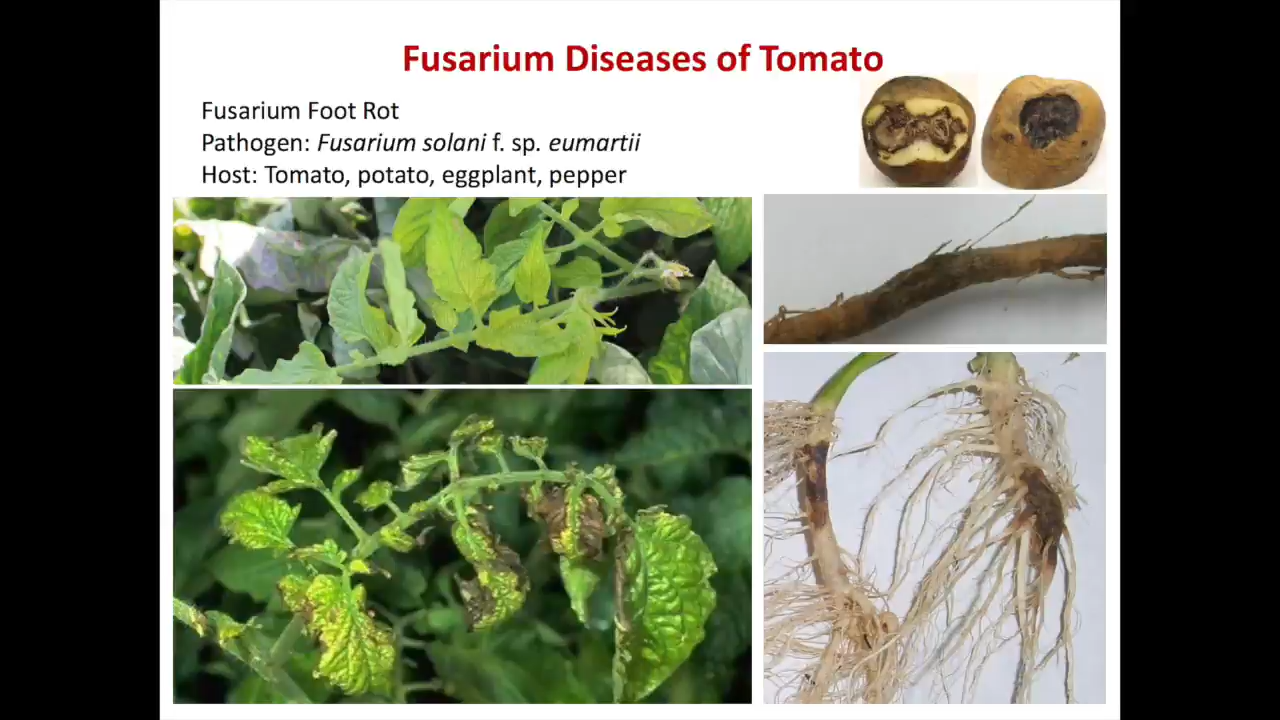 Fusarium Diseases of Tomato
Fusarium Foot Rot
Pathogen: Fusarium solani f. sp. eumartii
Host: Tomato, potato, eggplant, pepper